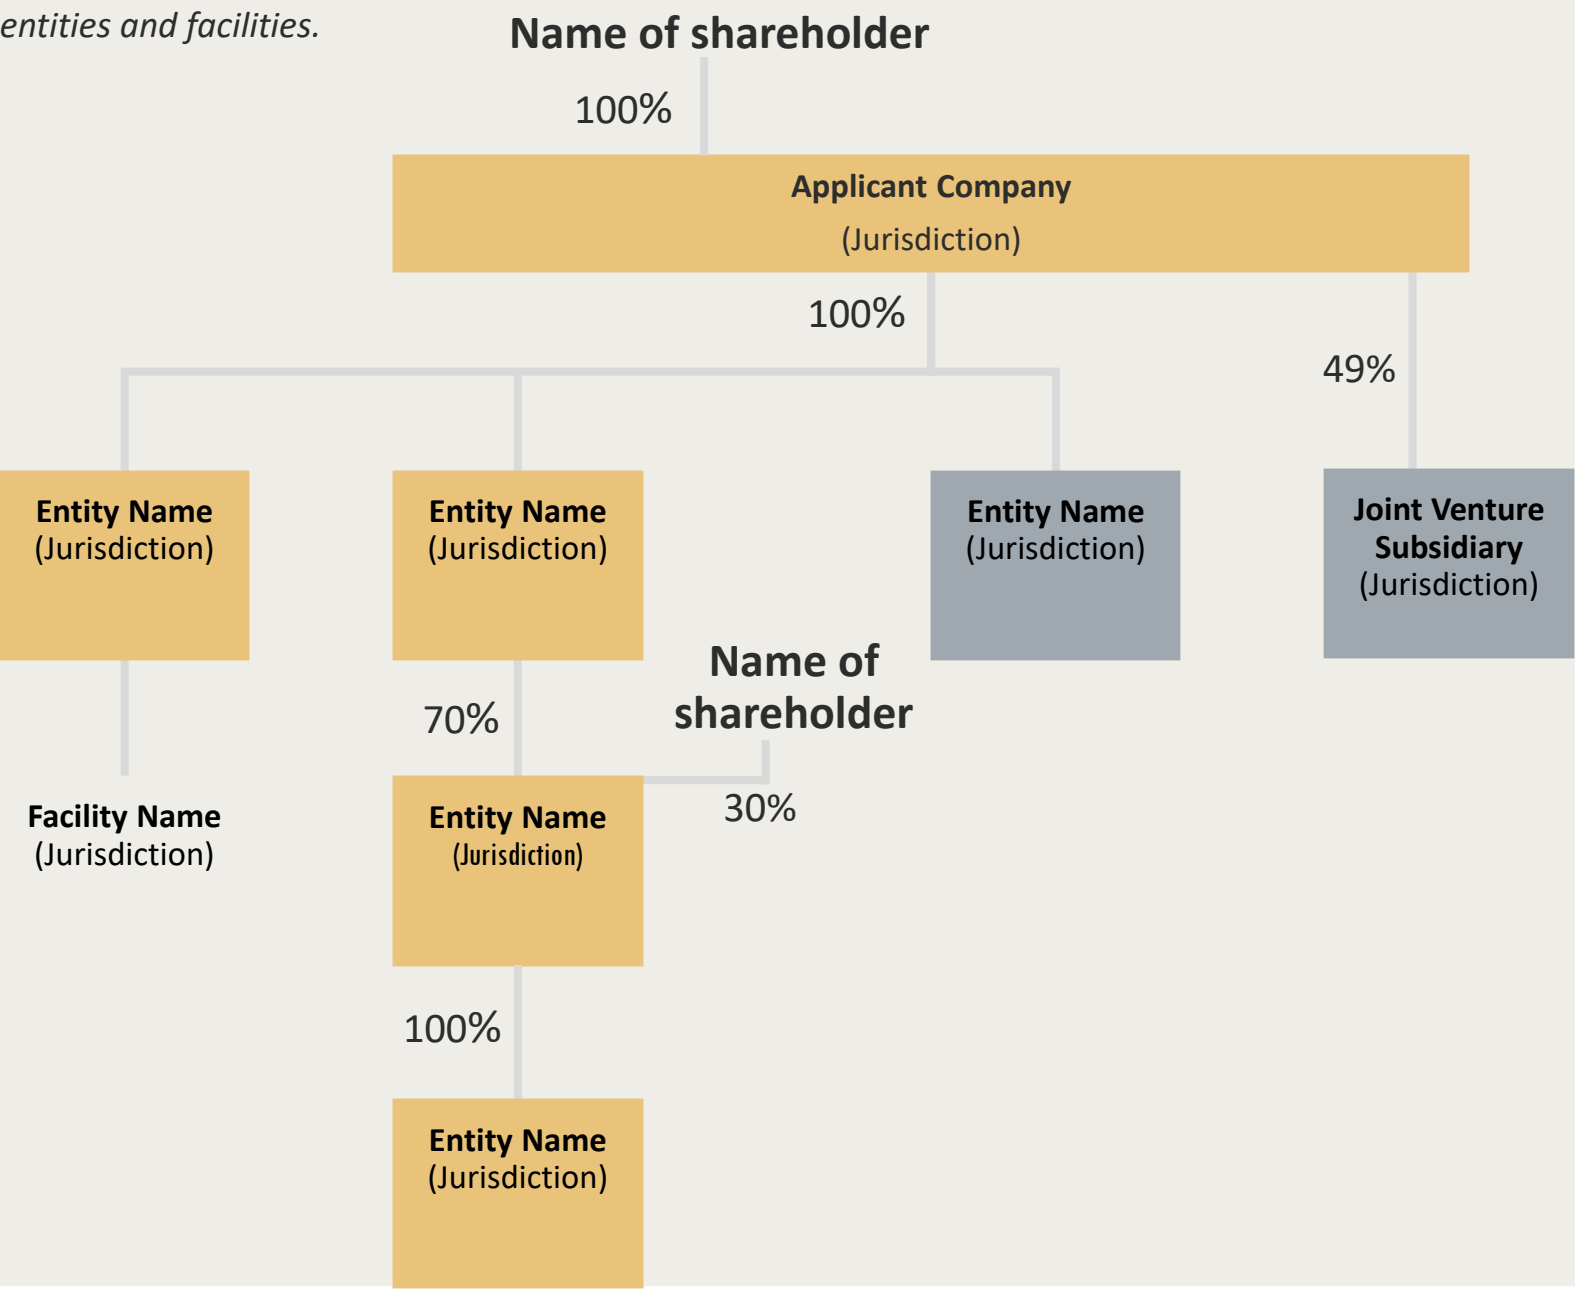 entities and facilities.
Name of shareholder
100%
Applicant Company
(Jurisdiction)
100%
49%
Entity Name
(Jurisdiction)
Entity Name
(Jurisdiction)
Entity Name
(Jurisdiction)
Joint Venture
Subsidiary
(Jurisdiction)
Name of
shareholder
70%
30%
Facility Name
(Jurisdiction)
Entity Name
(Jurisdiction)
100%
Entity Name
(Jurisdiction)